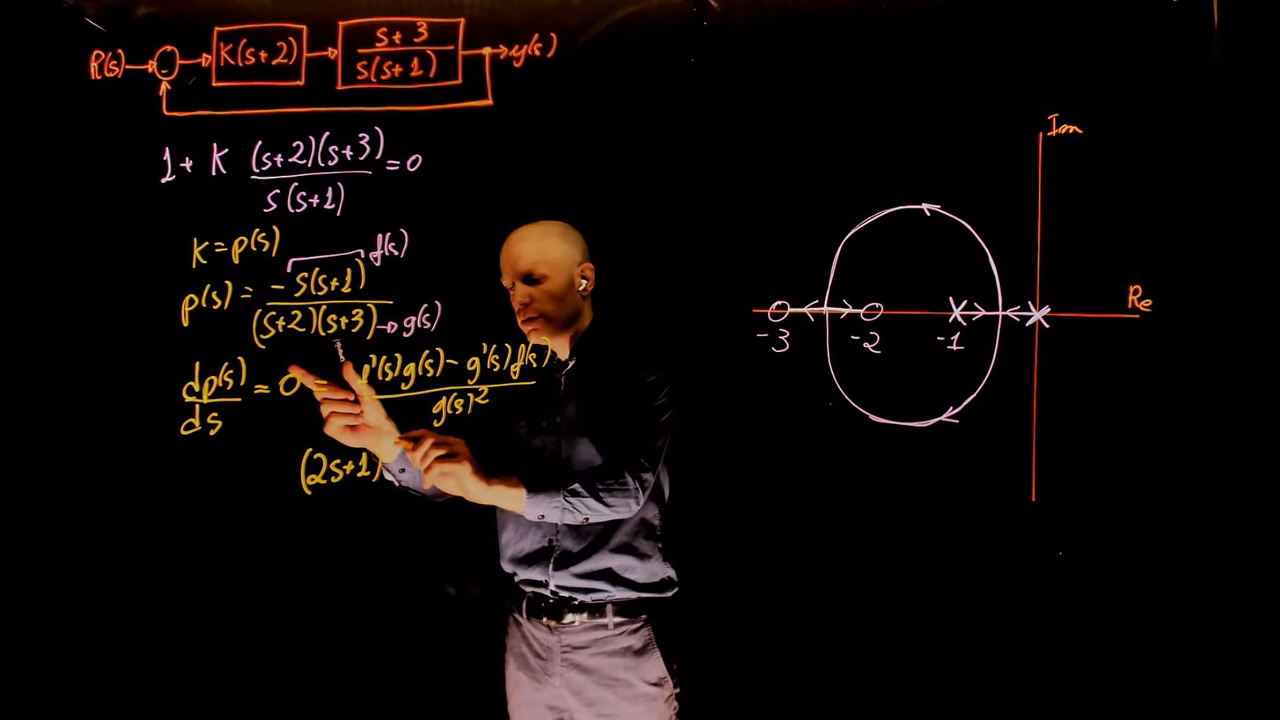 R(s) K(s+2) s+3 / s(s+1) y(s)
1 + K (s+2)(s+3) / s(s+1) = 0
K = p(s) f(s)
p(s) = -s(s+1) / (s+2)(s+3) → g(s)
dp(s) / ds = 0 = f'(s)g(s) - g'(s)f(s) / g(s)²
(2s+1)
Im
Re
-3 -2 -1